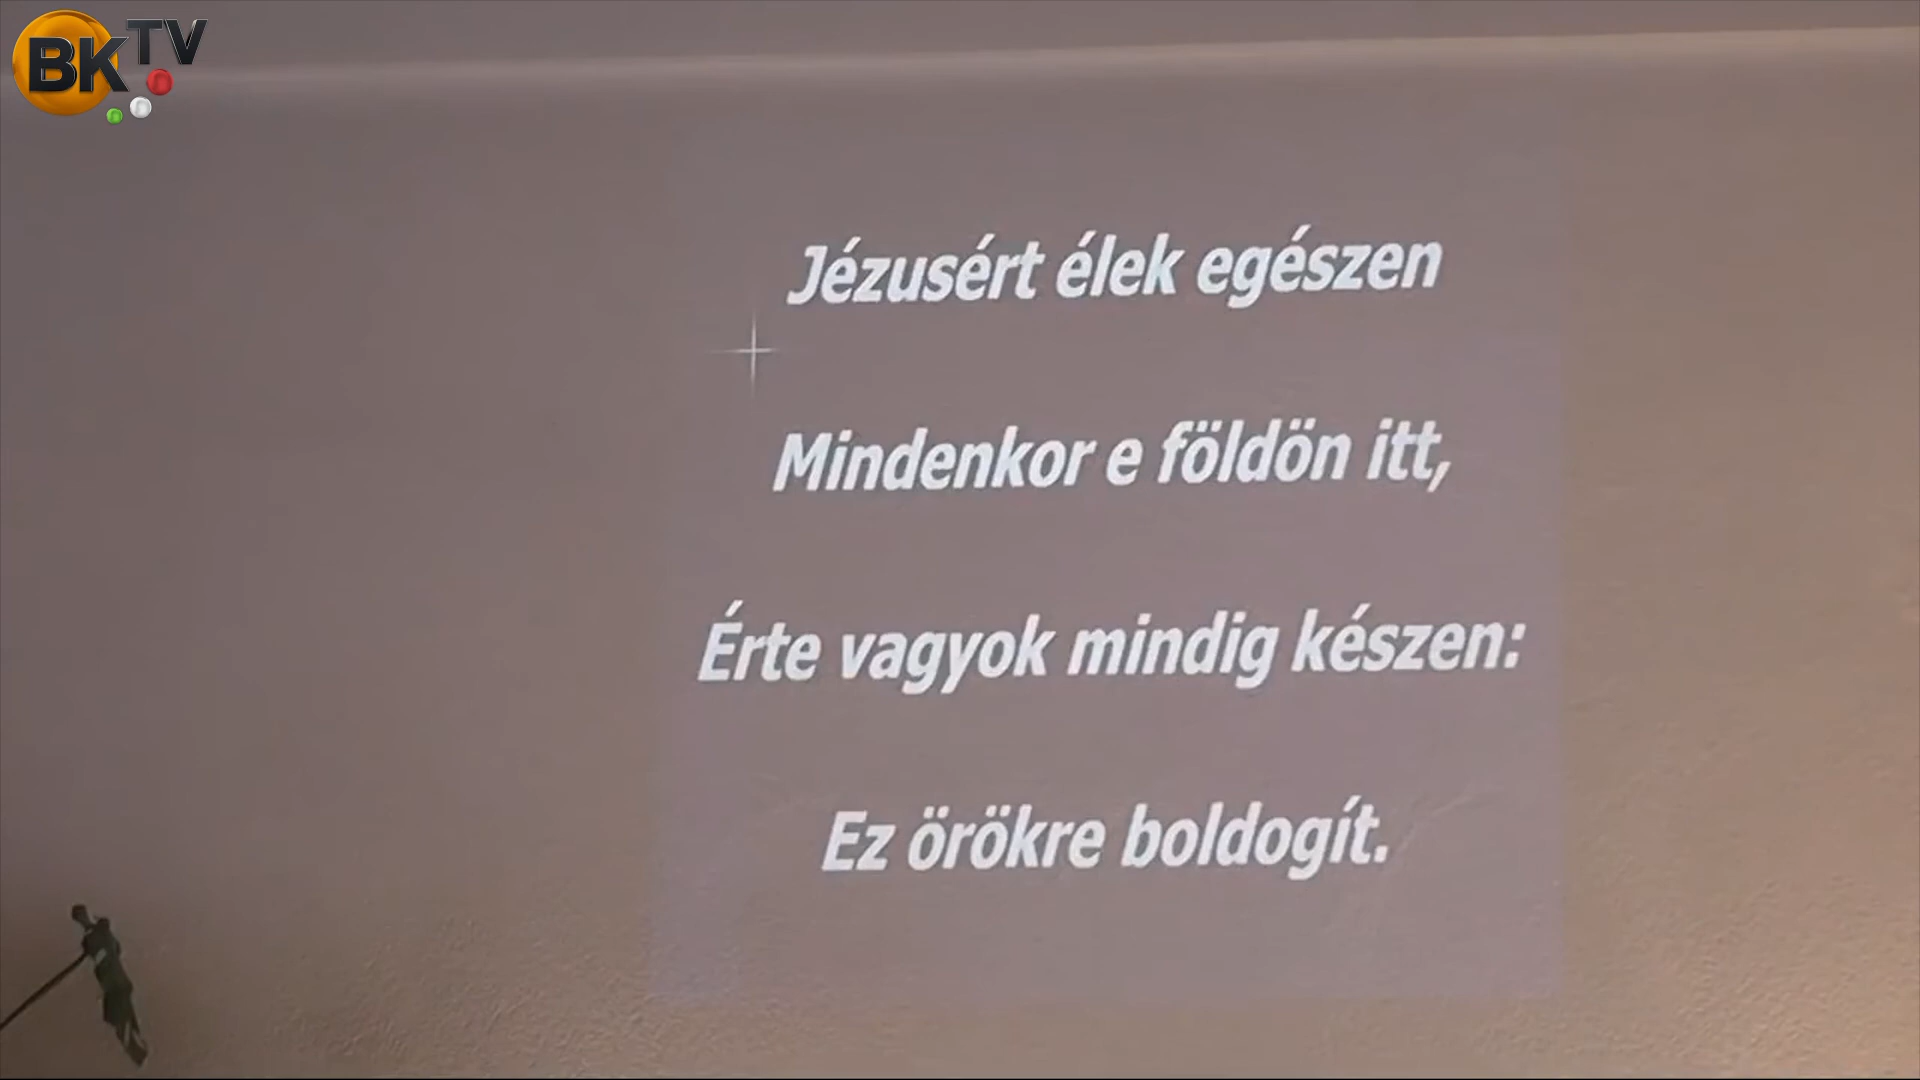 BKTV
Jézusért élek egészen
Mindenkor e földön itt,
Érte vagyok mindig készen:
Ez örökre boldogít.